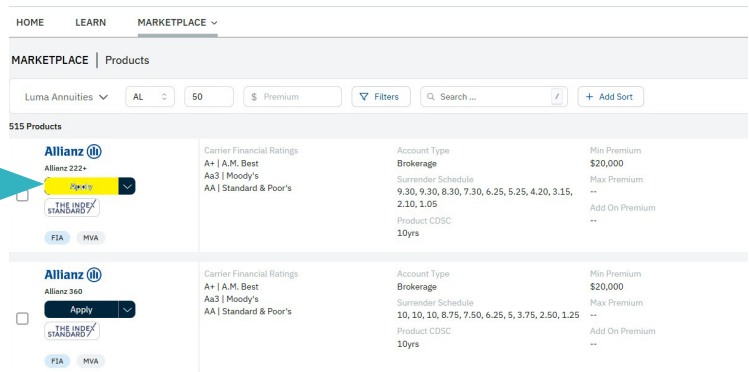 HOME LEARN MARKETPLACE
MARKETPLACE | Products
Luma Annuities AL 50 $ Premium Filters Search ... / + Add Sort
515 Products
Allianz
Allianz 222+
Apply
THE INDEX
STANDARD
FIA MVA
Carrier Financial Ratings
A+ | A.M. Best
Aa3 | Moody's
AA | Standard & Poor's
Account Type
Brokerage
Surrender Schedule
9.30, 9.30, 8.30, 7.30, 6.25, 5.25, 4.20, 3.15,
2.10, 1.05
Product CDSC
10yrs
Min Premium
$20,000
Max Premium
--
Add On Premium
--
Allianz
Allianz 360
Apply
THE INDEX
STANDARD
FIA MVA
Carrier Financial Ratings
A+ | A.M. Best
Aa3 | Moody's
AA | Standard & Poor's
Account Type
Brokerage
Surrender Schedule
10, 10, 10, 8.75, 7.50, 6.25, 5, 3.75, 2.50, 1.25
Product CDSC
10yrs
Min Premium
$20,000
Max Premium
--
Add On Premium
--